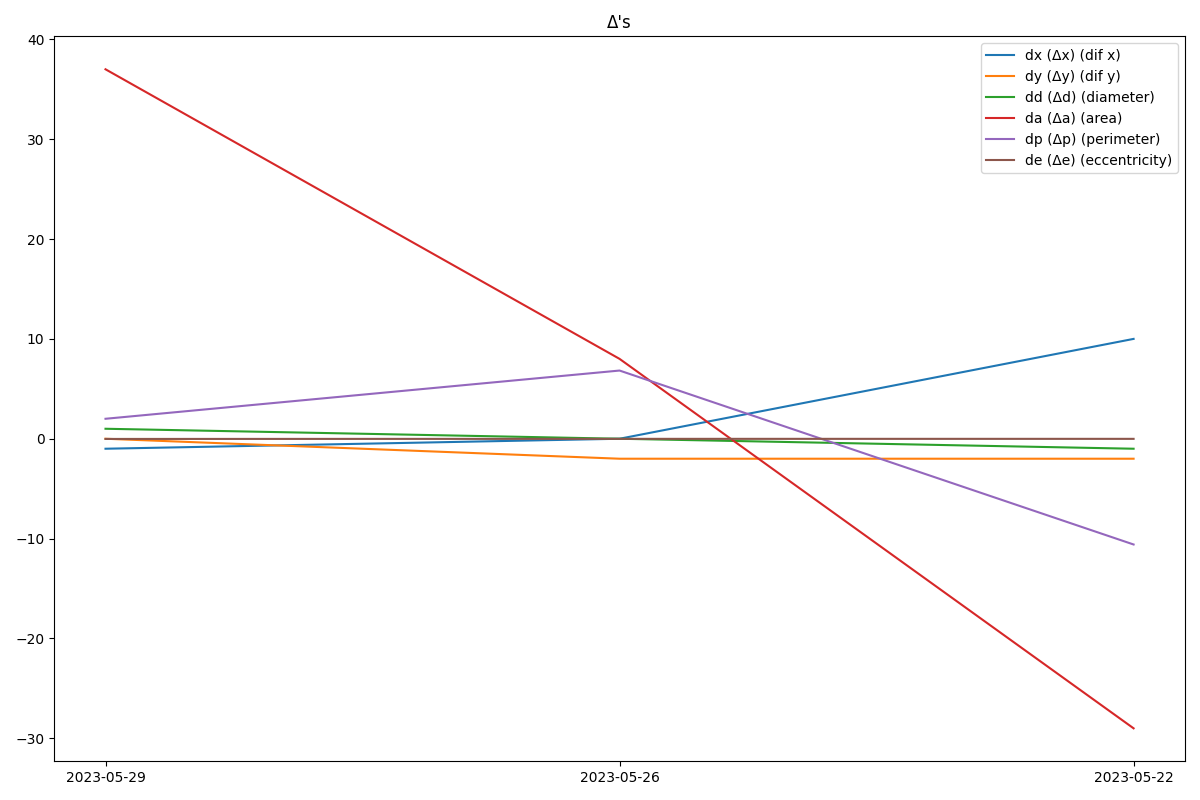 Δ's
40
30
20
10
0
−10
−20
−30
dx (Δx) (dif x)
dy (Δy) (dif y)
dd (Δd) (diameter)
da (Δa) (area)
dp (Δp) (perimeter)
de (Δe) (eccentricity)
2023-05-29
2023-05-26
2023-05-22